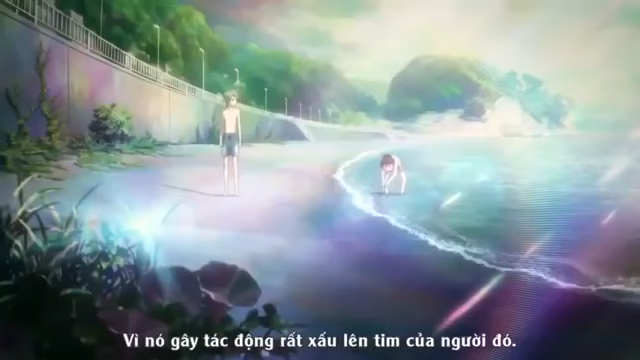 Vì nó gây tác động rất xấu lên tim của người đó.